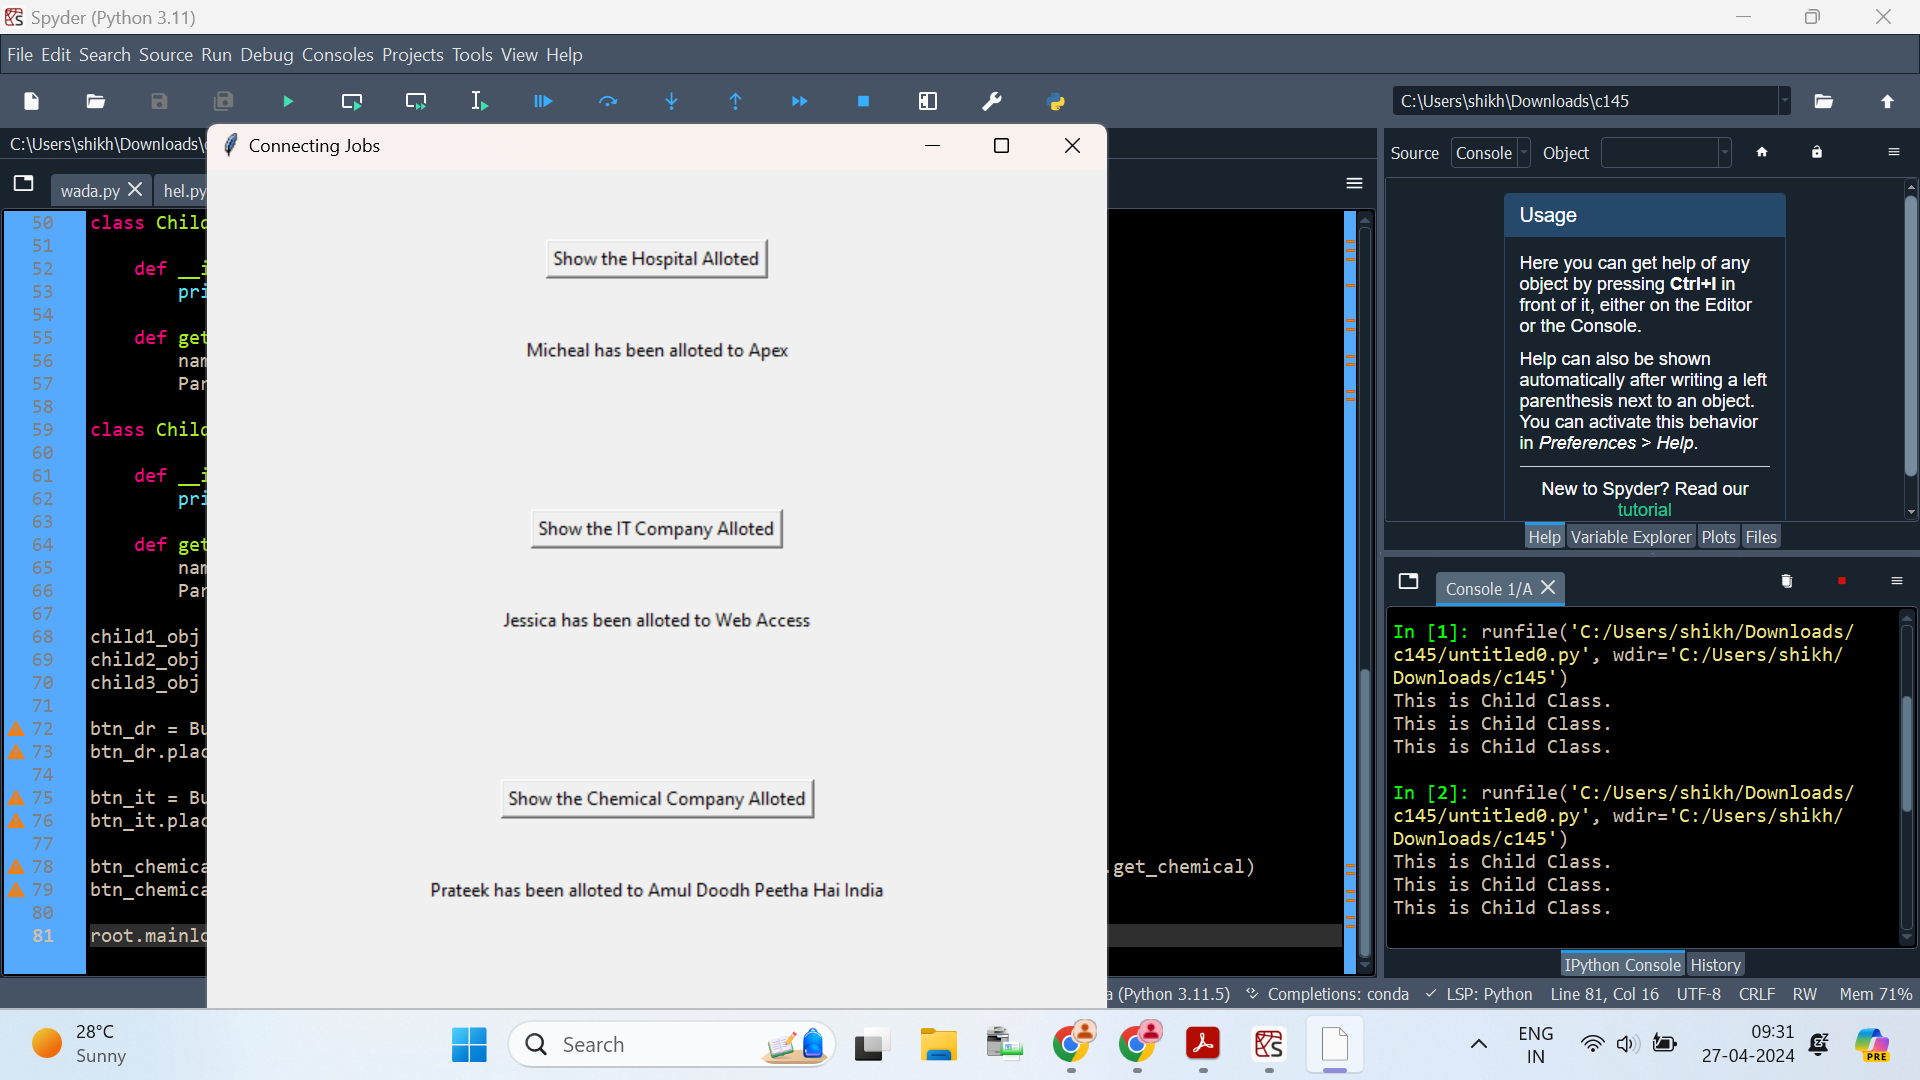 Spyder (Python 3.11)
File Edit Search Source Run Debug Consoles Projects Tools View Help
C:\Users\shikh\Downloads\c145
C:\Users\shikh\Downloads\
Connecting Jobs
Source Console Object
wada.py hel.py
Usage
Here you can get help of any
object by pressing Ctrl+I in
front of it, either on the Editor
or the Console.
Help can also be shown
automatically after writing a left
parenthesis next to an object.
You can activate this behavior
in Preferences > Help.
New to Spyder? Read our
tutorial
Help Variable Explorer Plots Files
Show the Hospital Alloted
Micheal has been alloted to Apex
Show the IT Company Alloted
Jessica has been alloted to Web Access
Show the Chemical Company Alloted
Prateek has been alloted to Amul Doodh Peetha Hai India
50 class Child
51
52 def __i
53 pri
54
55 def get
56 nam
57 Par
58
59 class Child
60
61 def __i
62 pri
63
64 def get
65 nam
66 Par
67
68 child1_obj
69 child2_obj
70 child3_obj
71
72 btn_dr = Bu
73 btn_dr.plac
74
75 btn_it = Bu
76 btn_it.plac
77
78 btn_chemica .get_chemical)
79 btn_chemica
80
81 root.mainlo
Console 1/A
In [1]: runfile('C:/Users/shikh/Downloads/
c145/untitled0.py', wdir='C:/Users/shikh/
Downloads/c145')
This is Child Class.
This is Child Class.
This is Child Class.
In [2]: runfile('C:/Users/shikh/Downloads/
c145/untitled0.py', wdir='C:/Users/shikh/
Downloads/c145')
This is Child Class.
This is Child Class.
This is Child Class.
IPython Console History
a (Python 3.11.5) Completions: conda LSP: Python Line 81, Col 16 UTF-8 CRLF RW Mem 71%
28°C
Sunny
Search
ENG
IN
09:31
27-04-2024
PRE